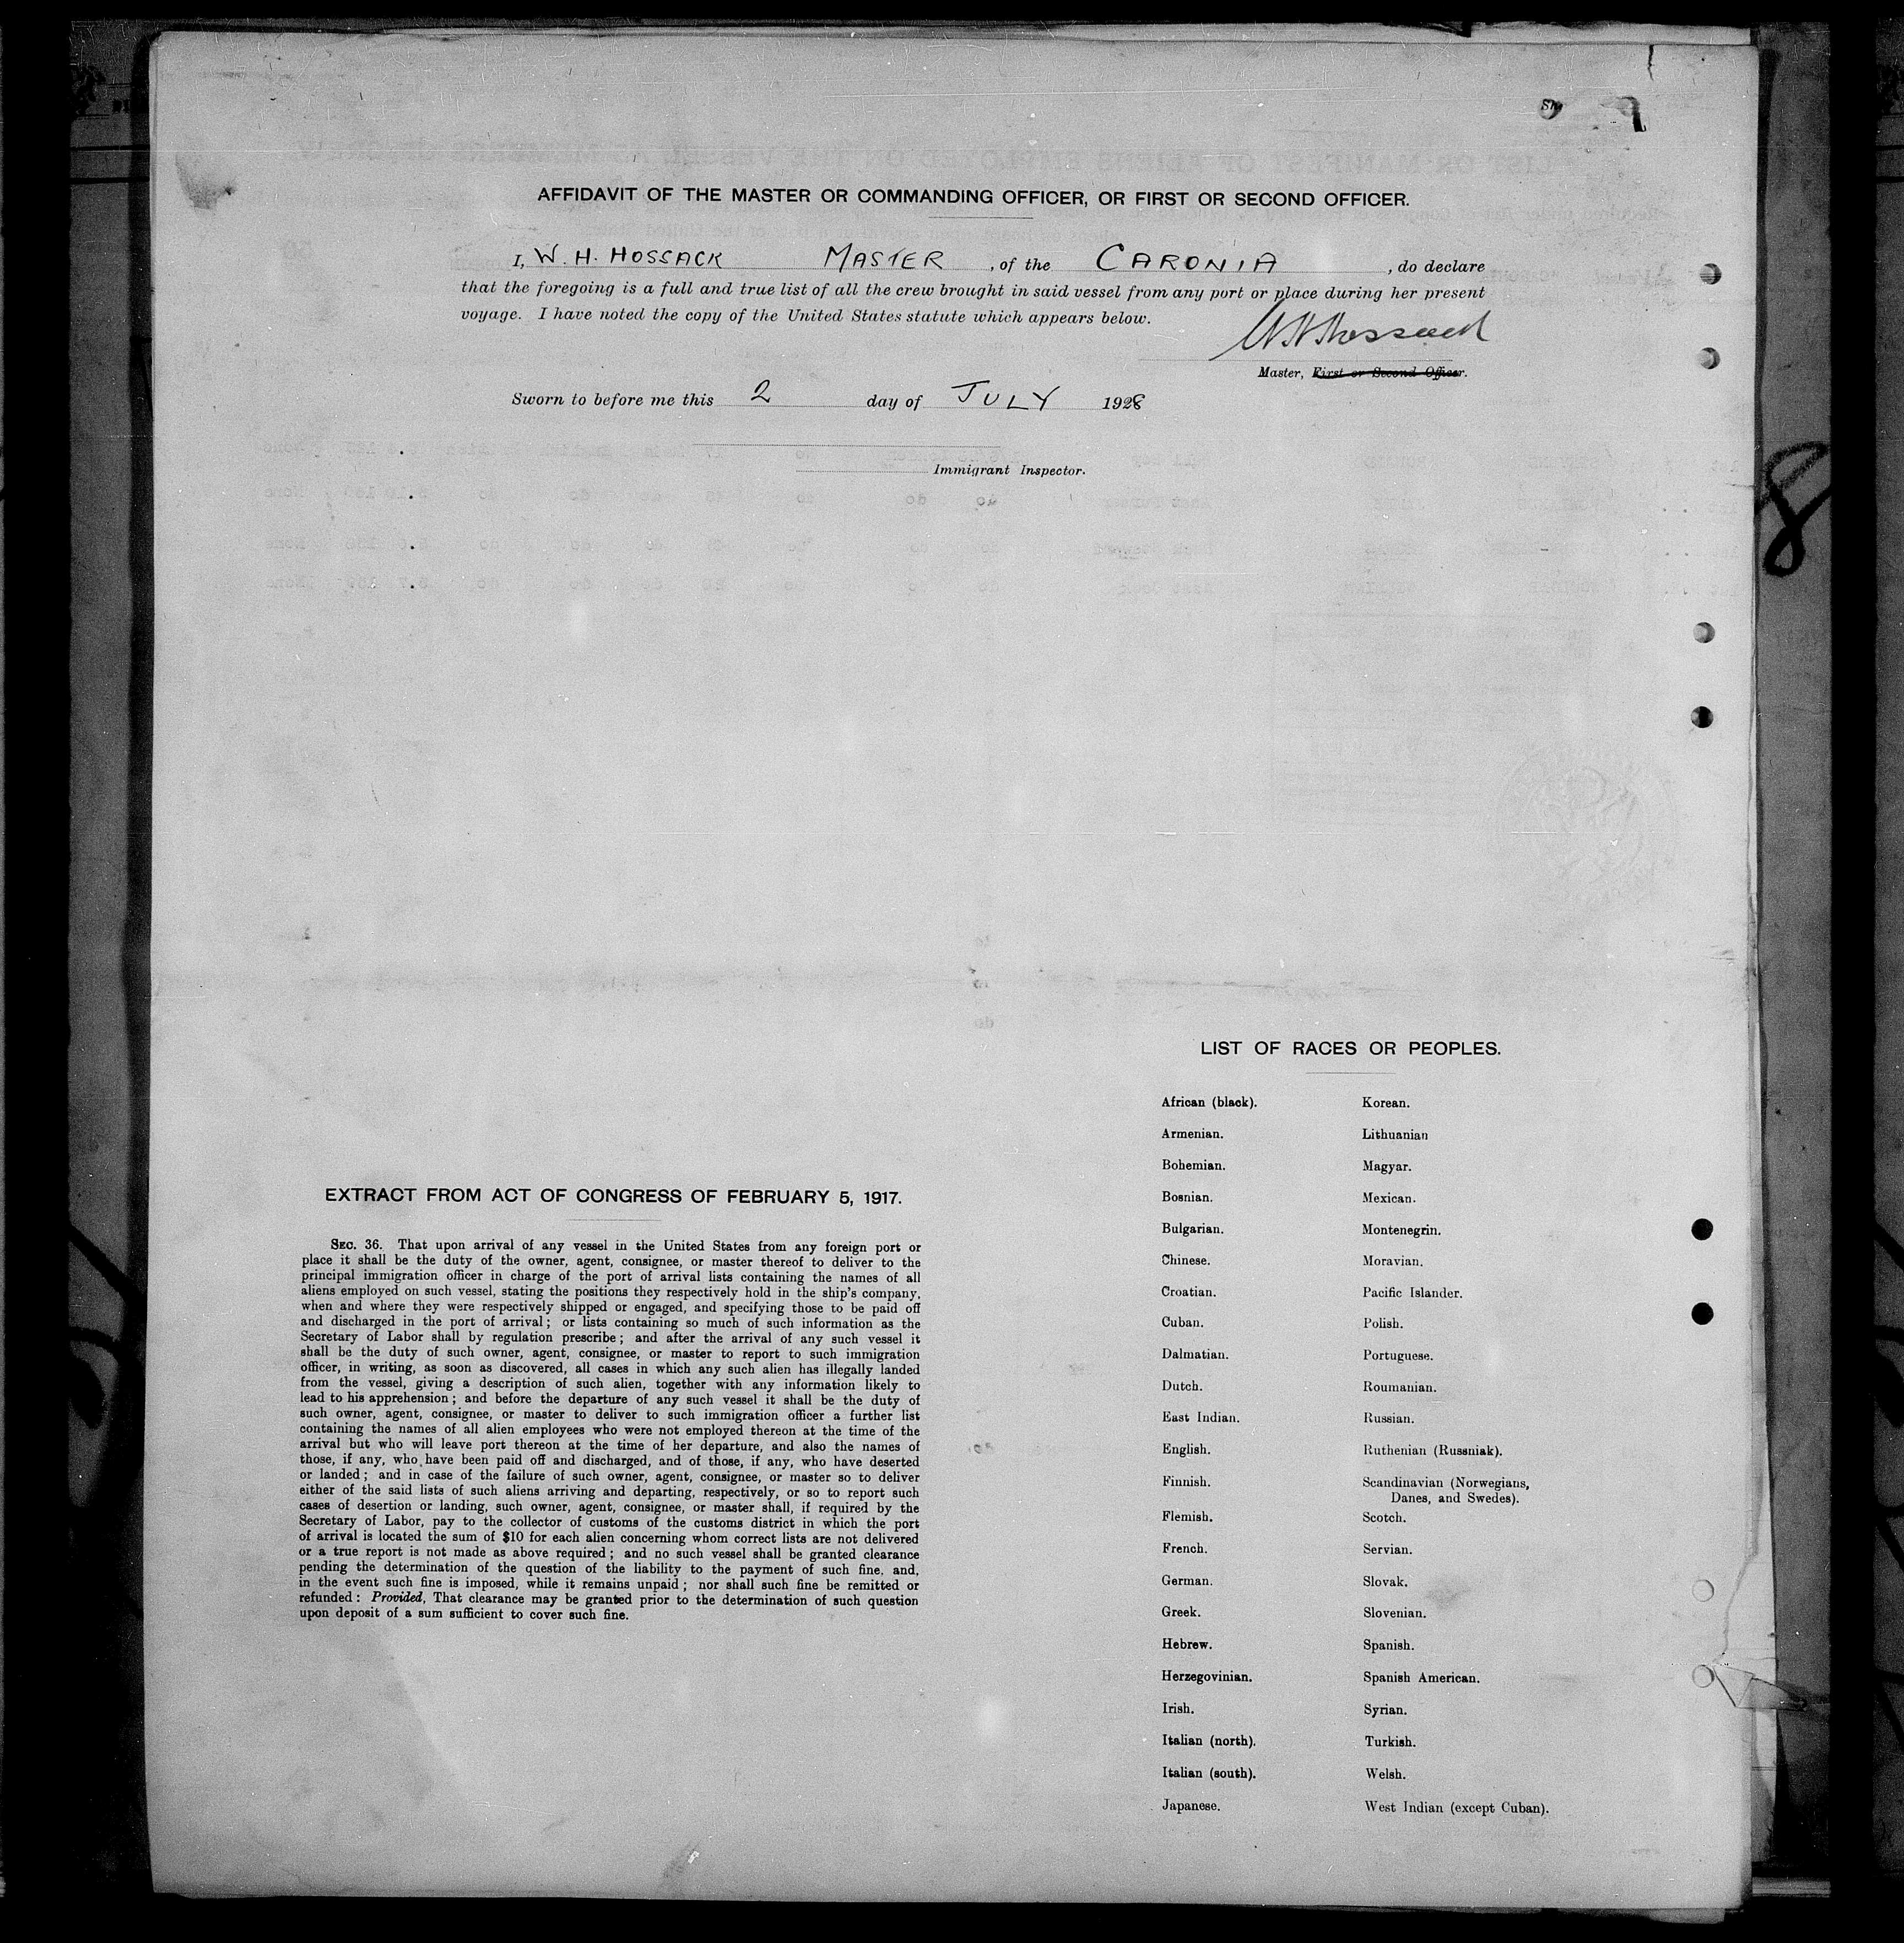 AFFIDAVIT OF THE MASTER OR COMMANDING OFFICER, OR FIRST OR SECOND OFFICER.
I, W. H. HOSSACK MASTER, of the CARONIA, do declare
that the foregoing is a full and true list of all the crew brought in said vessel from any port or place during her present
voyage. I have noted the copy of the United States statute which appears below.
W H Hossack
Master, First or Second Officer.
Sworn to before me this 2 day of JULY 1928
Immigrant Inspector.
8
EXTRACT FROM ACT OF CONGRESS OF FEBRUARY 5, 1917.
SEC. 36. That upon arrival of any vessel in the United States from any foreign port or
place it shall be the duty of the owner, agent, consignee, or master thereof to deliver to the
principal immigration officer in charge of the port of arrival lists containing the names of all
aliens employed on such vessel, stating the positions they respectively hold in the ship's company,
when and where they were respectively shipped or engaged, and specifying those to be paid off
and discharged in the port of arrival; or lists containing so much of such information as the
Secretary of Labor shall by regulation prescribe; and after the arrival of any such vessel it
shall be the duty of such owner, agent, consignee, or master to report to such immigration
officer, in writing, as soon as discovered, all cases in which any such alien has illegally landed
from the vessel, giving a description of such alien, together with any information likely to
lead to his apprehension; and before the departure of any such vessel it shall be the duty of
such owner, agent, consignee, or master to deliver to such immigration officer a further list
containing the names of all alien employees who were not employed thereon at the time of the
arrival but who will leave port thereon at the time of her departure, and also the names of
those, if any, who have been paid off and discharged, and of those, if any, who have deserted
or landed; and in case of the failure of such owner, agent, consignee, or master so to deliver
either of the said lists of such aliens arriving and departing, respectively, or so to report such
cases of desertion or landing, such owner, agent, consignee, or master shall, if required by the
Secretary of Labor, pay to the collector of customs of the customs district in which the port
of arrival is located the sum of $10 for each alien concerning whom correct lists are not delivered
or a true report is not made as above required; and no such vessel shall be granted clearance
pending the determination of the question of the liability to the payment of such fine, and,
in the event such fine is imposed, while it remains unpaid; nor shall such fine be remitted or
refunded: Provided, That clearance may be granted prior to the determination of such question
upon deposit of a sum sufficient to cover such fine.
LIST OF RACES OR PEOPLES.
African (black). Korean.
Armenian. Lithuanian
Bohemian. Magyar.
Bosnian. Mexican.
Bulgarian. Montenegrin.
Chinese. Moravian.
Croatian. Pacific Islander.
Cuban. Polish.
Dalmatian. Portuguese.
Dutch. Roumanian.
East Indian. Russian.
English. Ruthenian (Russniak).
Finnish. Scandinavian (Norwegians,
Danes, and Swedes).
Flemish. Scotch.
French. Servian.
German. Slovak.
Greek. Slovenian.
Hebrew. Spanish.
Herzegovinian. Spanish American.
Irish. Syrian.
Italian (north). Turkish.
Italian (south). Welsh.
Japanese. West Indian (except Cuban).